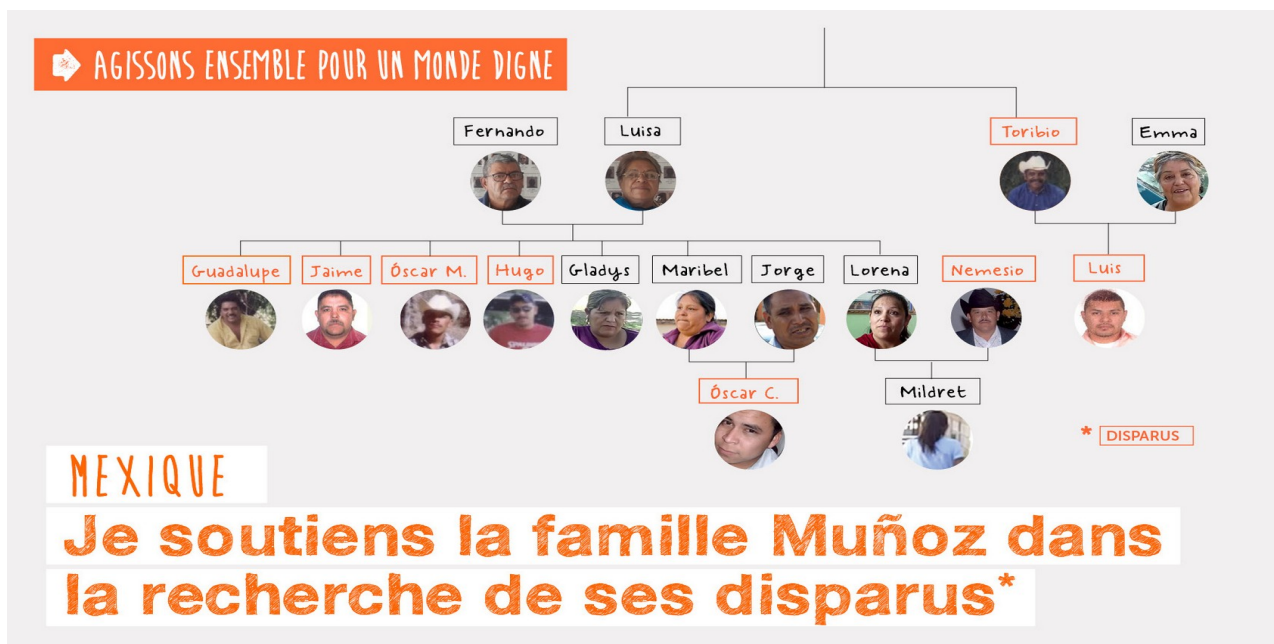 AGISSONS ENSEMBLE POUR UN MONDE DIGNE
Fernando Luisa Toribio Emma
Guadalupe Jaime Óscar M. Hugo Gladys Maribel Jorge Lorena Nemesio Luis
Óscar C. Mildret
* DISPARUS
MEXIQUE
Je soutiens la famille Muñoz dans
la recherche de ses disparus*